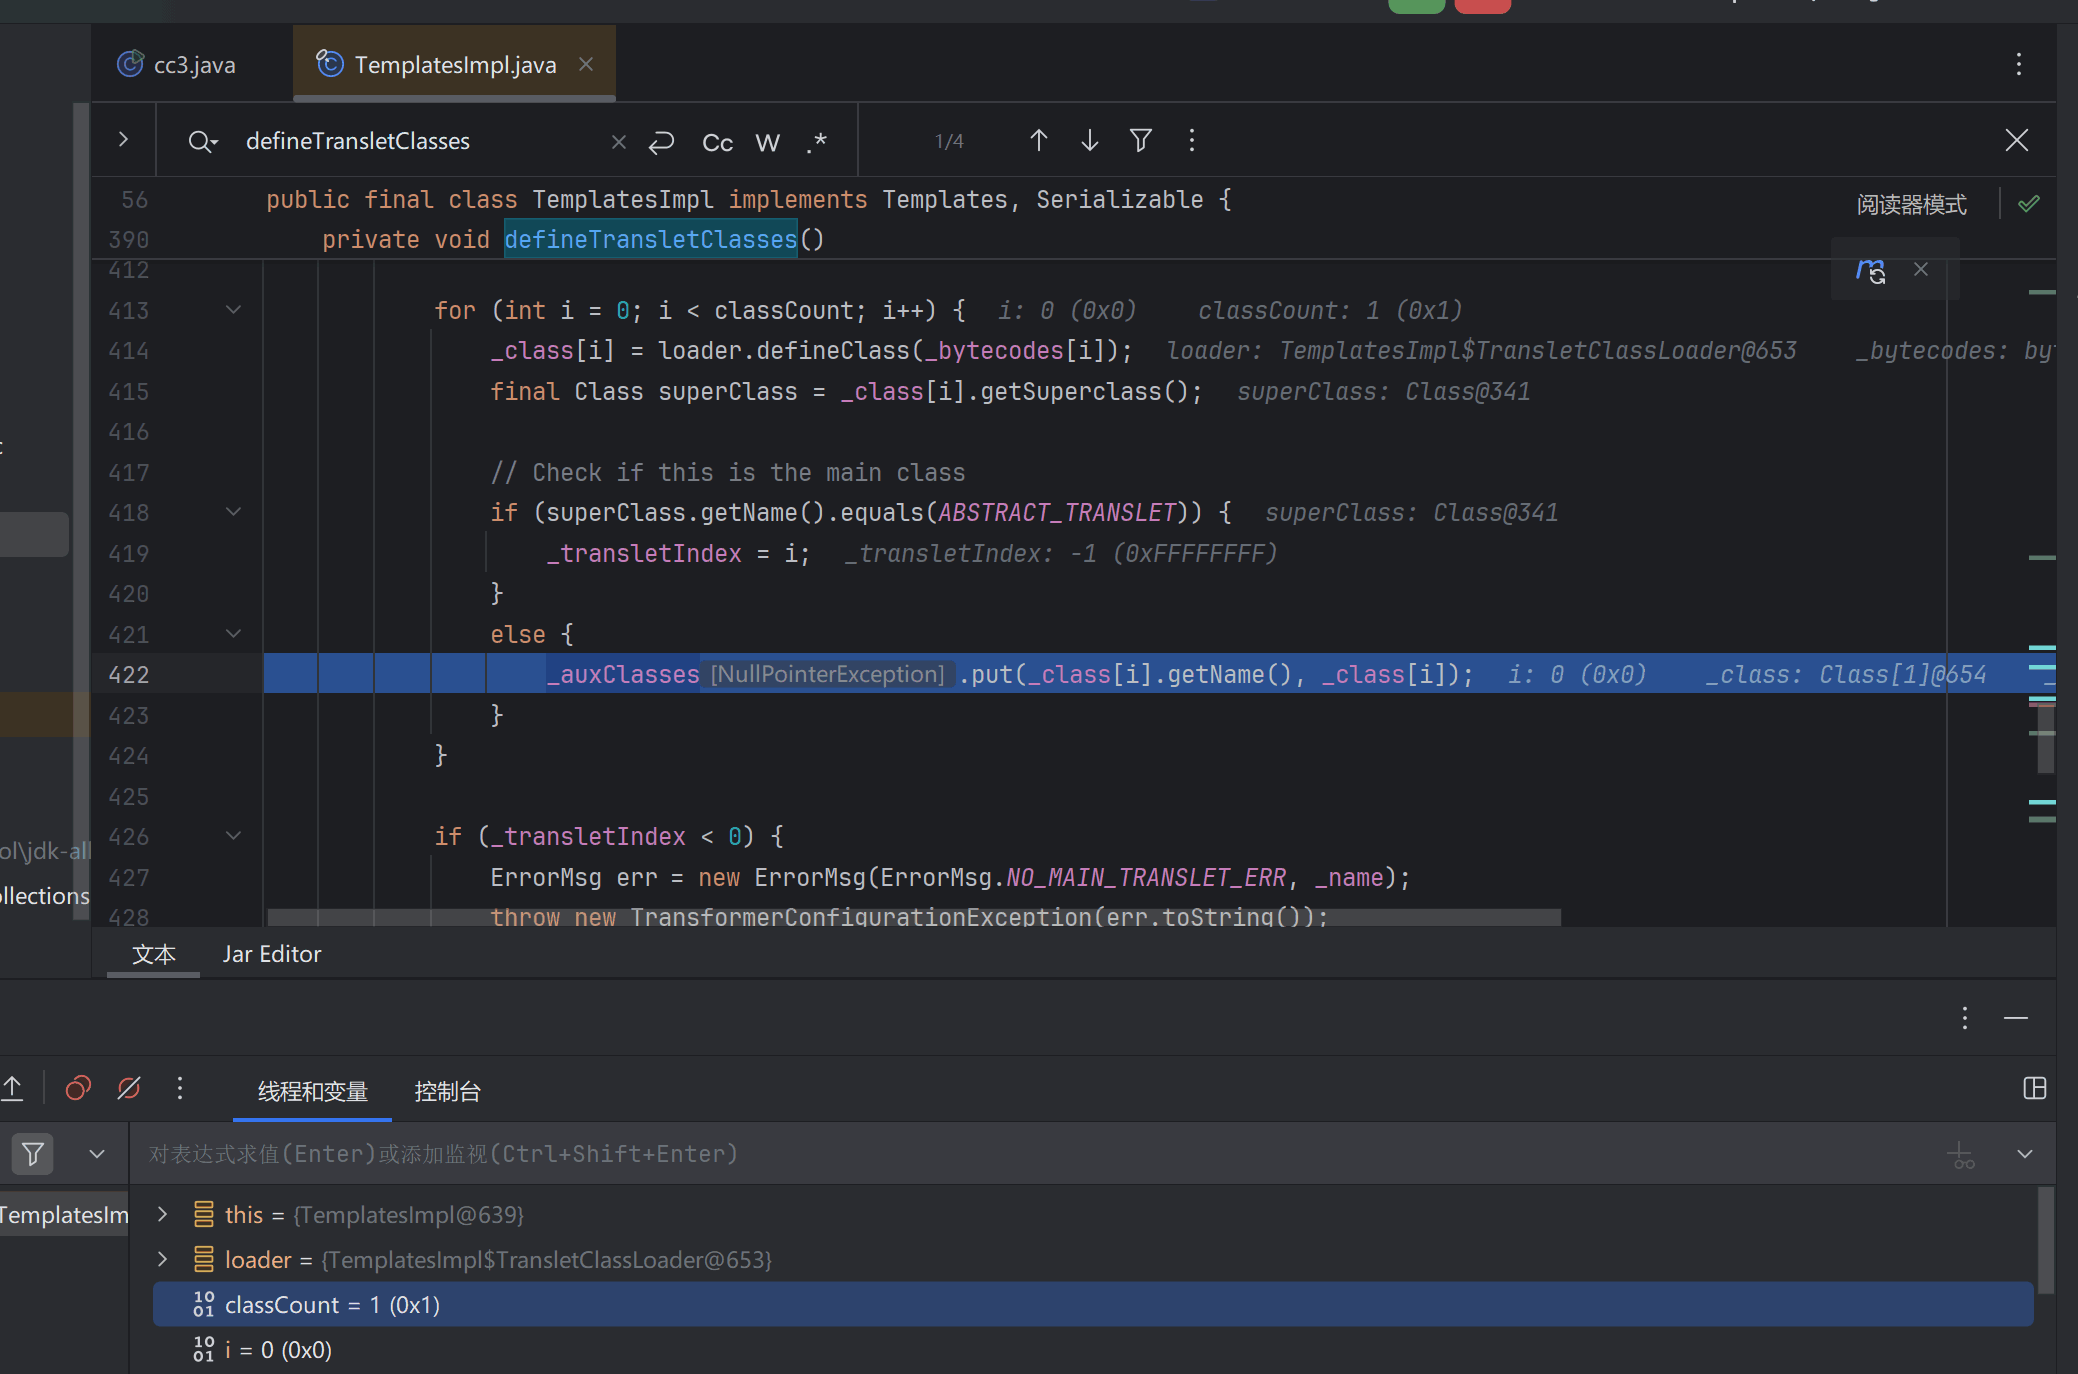 cc3.java TemplatesImpl.java
defineTransletClasses Cc W .* 1/4
56 public final class TemplatesImpl implements Templates, Serializable { 阅读器模式
390 private void defineTransletClasses()
412
413 for (int i = 0; i < classCount; i++) { i: 0 (0x0) classCount: 1 (0x1)
414 _class[i] = loader.defineClass(_bytecodes[i]); loader: TemplatesImpl$TransletClassLoader@653 _bytecodes: by
415 final Class superClass = _class[i].getSuperclass(); superClass: Class@341
416
417 // Check if this is the main class
418 if (superClass.getName().equals(ABSTRACT_TRANSLET)) { superClass: Class@341
419 _transletIndex = i; _transletIndex: -1 (0xFFFFFFFF)
420 }
421 else {
422 _auxClasses [NullPointerException] .put(_class[i].getName(), _class[i]); i: 0 (0x0) _class: Class[1]@654 _
423 }
424 }
425
426 if (_transletIndex < 0) {
ol\jdk-all
427 ErrorMsg err = new ErrorMsg(ErrorMsg.NO_MAIN_TRANSLET_ERR, _name);
ollections
428 throw new TransformerConfigurationException(err.toString());
文本 Jar Editor
线程和变量 控制台
对表达式求值(Enter)或添加监视(Ctrl+Shift+Enter)
TemplatesIm this = {TemplatesImpl@639}
loader = {TemplatesImpl$TransletClassLoader@653}
classCount = 1 (0x1)
i = 0 (0x0)